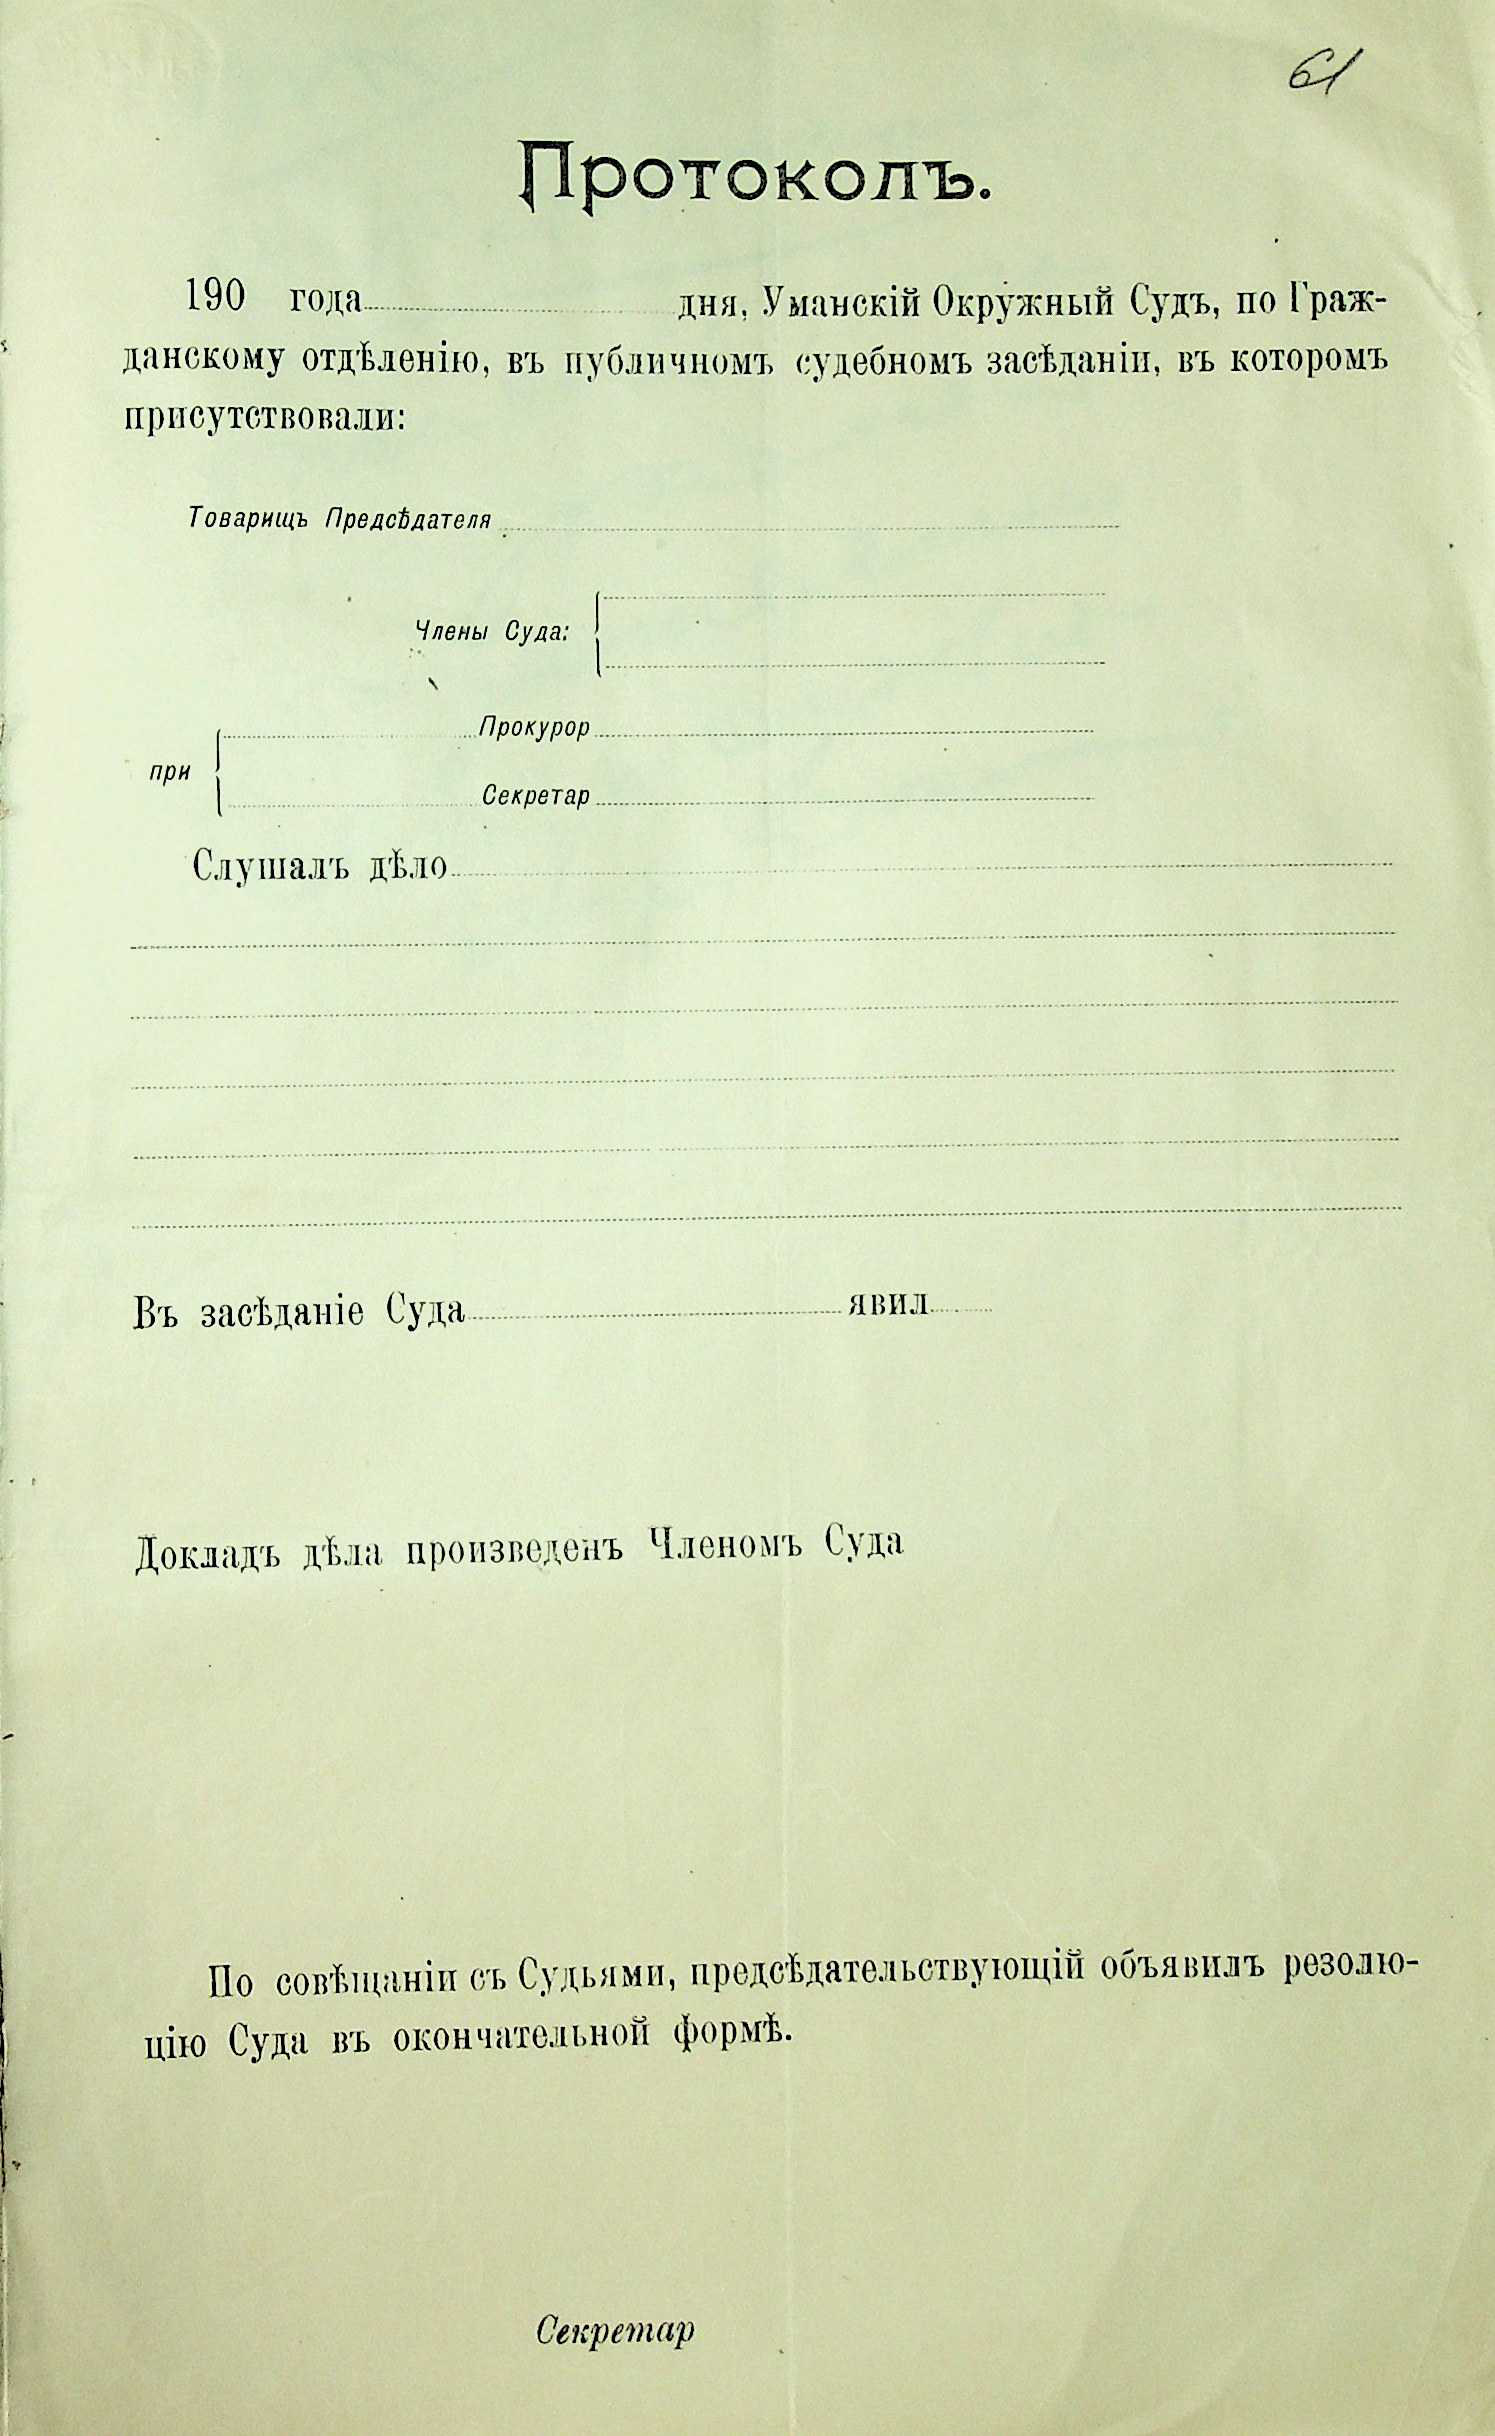 61
Протоколъ.
190 года дня, Уманскій Окружный Судъ, по Граж-
данскому отдѣленію, въ публичномъ судебномъ засѣданіи, въ которомъ
присутствовали:
Товарищъ Предсѣдателя
Члены Суда:
Прокурор
при
Секретар
Слушалъ дѣло
Въ засѣданіе Суда явил
Докладъ дѣла произведенъ Членомъ Суда
По совѣщаніи съ Судьями, предсѣдательствующій объявилъ резолю-
цію Суда въ окончательной формѣ.
Секретар